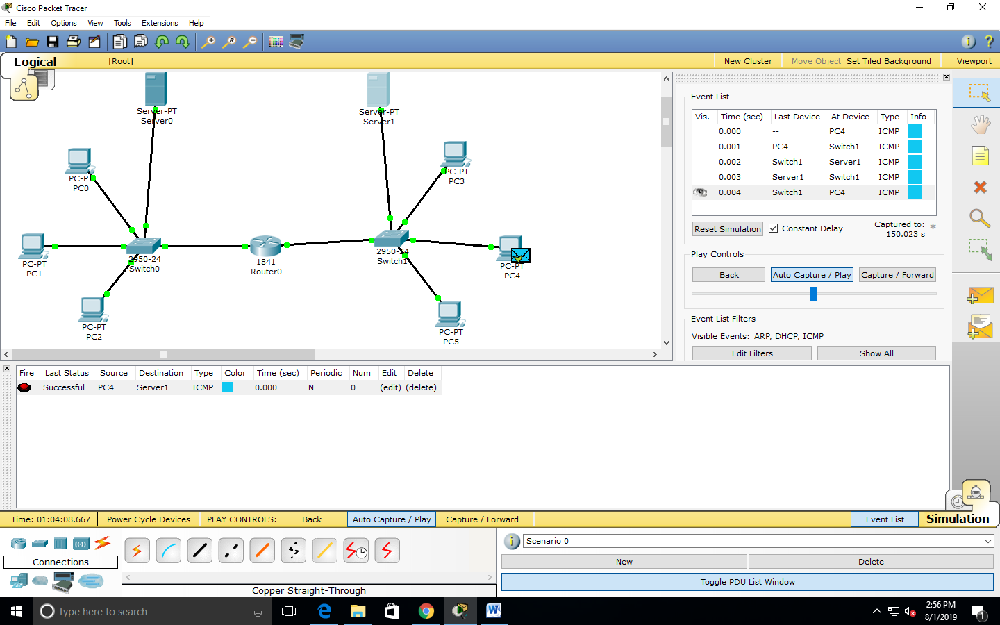 Cisco Packet Tracer
File Edit Options View Tools Extensions Help
Logical [Root] New Cluster Move Object Set Tiled Background Viewport
Server-PT
Server0
Server-PT
Server1
PC-PT
PC0
PC-PT
PC3
PC-PT
PC1
2950-24
Switch0
1841
Router0
2950-24
Switch1
PC-PT
PC4
PC-PT
PC2
PC-PT
PC5
Event List
Vis. Time (sec) Last Device At Device Type Info
0.000 -- PC4 ICMP
0.001 PC4 Switch1 ICMP
0.002 Switch1 Server1 ICMP
0.003 Server1 Switch1 ICMP
0.004 Switch1 PC4 ICMP
Reset Simulation Constant Delay Captured to: *
150.023 s
Play Controls
Back Auto Capture / Play Capture / Forward
Event List Filters
Visible Events: ARP, DHCP, ICMP
Edit Filters Show All
Fire Last Status Source Destination Type Color Time (sec) Periodic Num Edit Delete
Successful PC4 Server1 ICMP 0.000 N 0 (edit) (delete)
Time: 01:04:08.667 Power Cycle Devices PLAY CONTROLS: Back Auto Capture / Play Capture / Forward Event List Simulation
Connections
Copper Straight-Through
Scenario 0
New Delete
Toggle PDU List Window
Type here to search
2:56 PM
8/1/2019
1